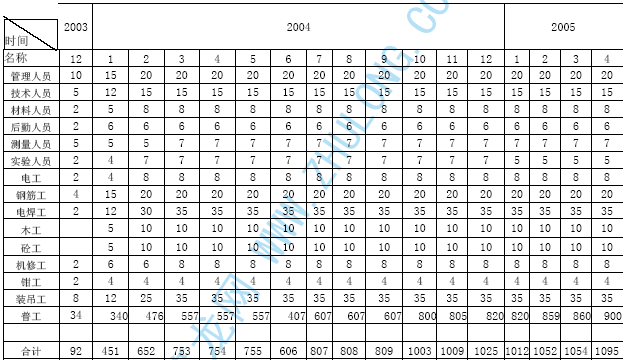 2003 2004 2005
时间
名称 12 1 2 3 4 5 6 7 8 9 10 11 12 1 2 3 4
管理人员 10 15 20 20 20 20 20 20 20 20 20 20 20 20 20 20 20
技术人员 5 12 15 15 15 15 15 15 15 15 15 15 15 15 15 15 15
材料人员 2 5 8 8 8 8 8 8 8 8 8 8 8 8 8 8 8
后勤人员 2 6 6 6 6 6 6 6 6 6 6 6 6 6 6 6 6
测量人员 5 5 5 7 7 7 7 7 7 7 7 7 7 7 7 7 7
实验人员 2 4 7 7 7 7 7 7 7 7 7 7 7 5 5 5 5
电工 2 4 8 8 8 8 8 8 8 8 8 8 8 8 8 8 8
钢筋工 4 15 20 20 20 20 20 20 20 20 20 20 20 20 20 20 20
电焊工 2 12 30 35 35 35 35 35 35 35 35 35 35 35 35 35 35
木工 5 10 10 10 10 10 10 10 10 10 10 10 10 10 10 10
砼工 5 10 10 10 10 10 10 10 10 10 10 10 10 10 10 10
机修工 2 6 6 8 8 8 8 8 8 8 8 8 8 8 8 8 8
钳工 2 4 4 4 4 4 4 4 4 4 4 4 4 4 4 4 4
装吊工 8 12 25 35 35 35 35 35 35 35 35 35 35 35 35 35 35
普工 34 340 476 557 557 557 407 607 607 607 800 805 820 820 859 860 900
合计 92 451 652 753 754 755 606 807 808 809 1003 1009 1025 1012 1052 1054 1095
龙网 WWW.ZHULONG.CO